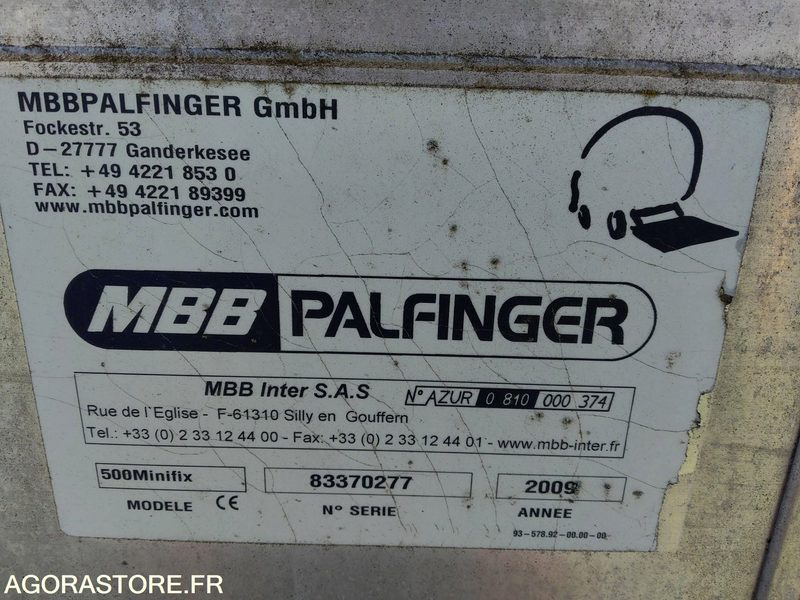 MBBPALFINGER GmbH
Fockestr. 53
D-27777 Ganderkesee
TEL: +49 4221 853 0
FAX: +49 4221 89399
www.mbbpalfinger.com
MBB PALFINGER
MBB Inter S.A.S N° AZUR 0 810 000 374
Rue de l`Eglise - F-61310 Silly en Gouffern
Tel.: +33 (0) 2 33 12 44 00 - Fax: +33 (0) 2 33 12 44 01 - www.mbb-inter.fr
500Minifix 83370277 2009
MODELE CE N° SERIE ANNEE
93-578.92-00.00-00
AGORASTORE.FR